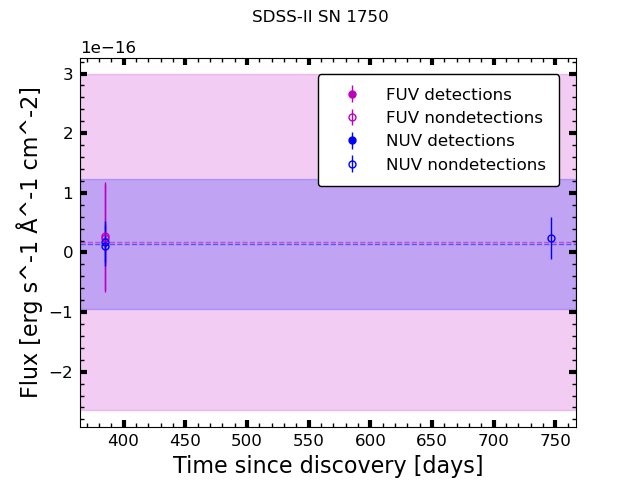 SDSS-II SN 1750
1e−16
3
2
1
0
−1
−2
Flux [erg s^-1 Å^-1 cm^-2]
FUV detections
FUV nondetections
NUV detections
NUV nondetections
400 450 500 550 600 650 700 750
Time since discovery [days]